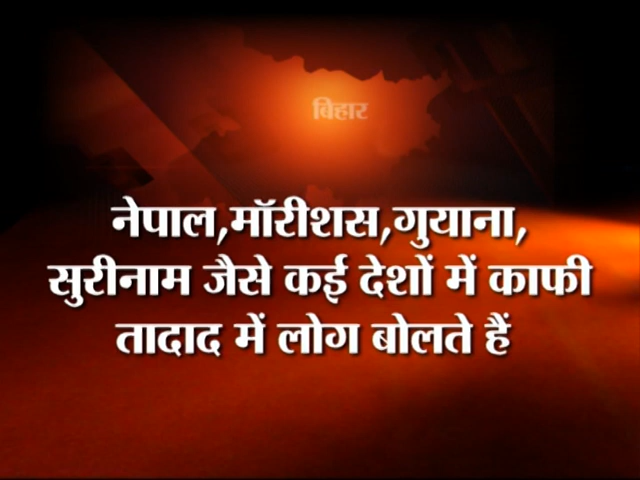 बिहार
नेपाल,मॉरीशस,गुयाना,
सुरीनाम जैसे कई देशों में काफी
तादाद में लोग बोलते हैं